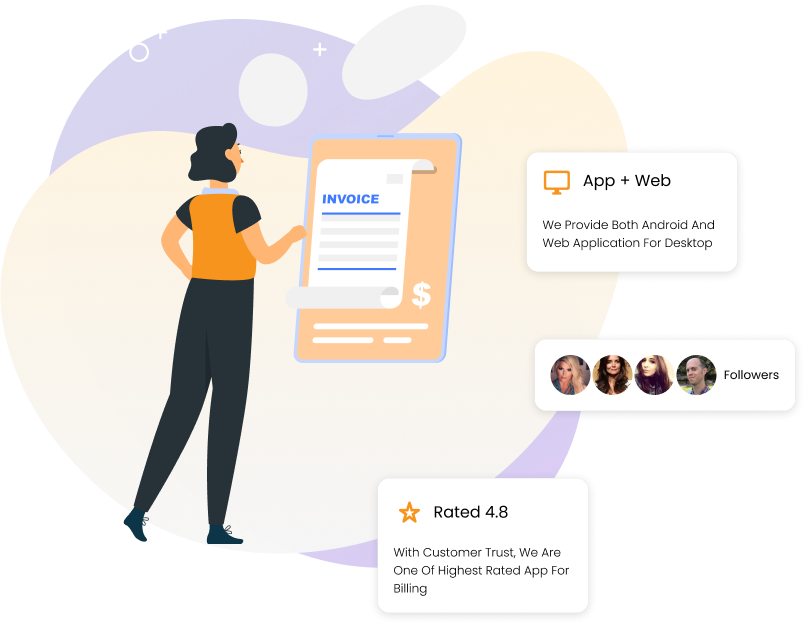 INVOICE
$
App + Web
We Provide Both Android And
Web Application For Desktop
Followers
Rated 4.8
With Customer Trust, We Are
One Of Highest Rated App For
Billing